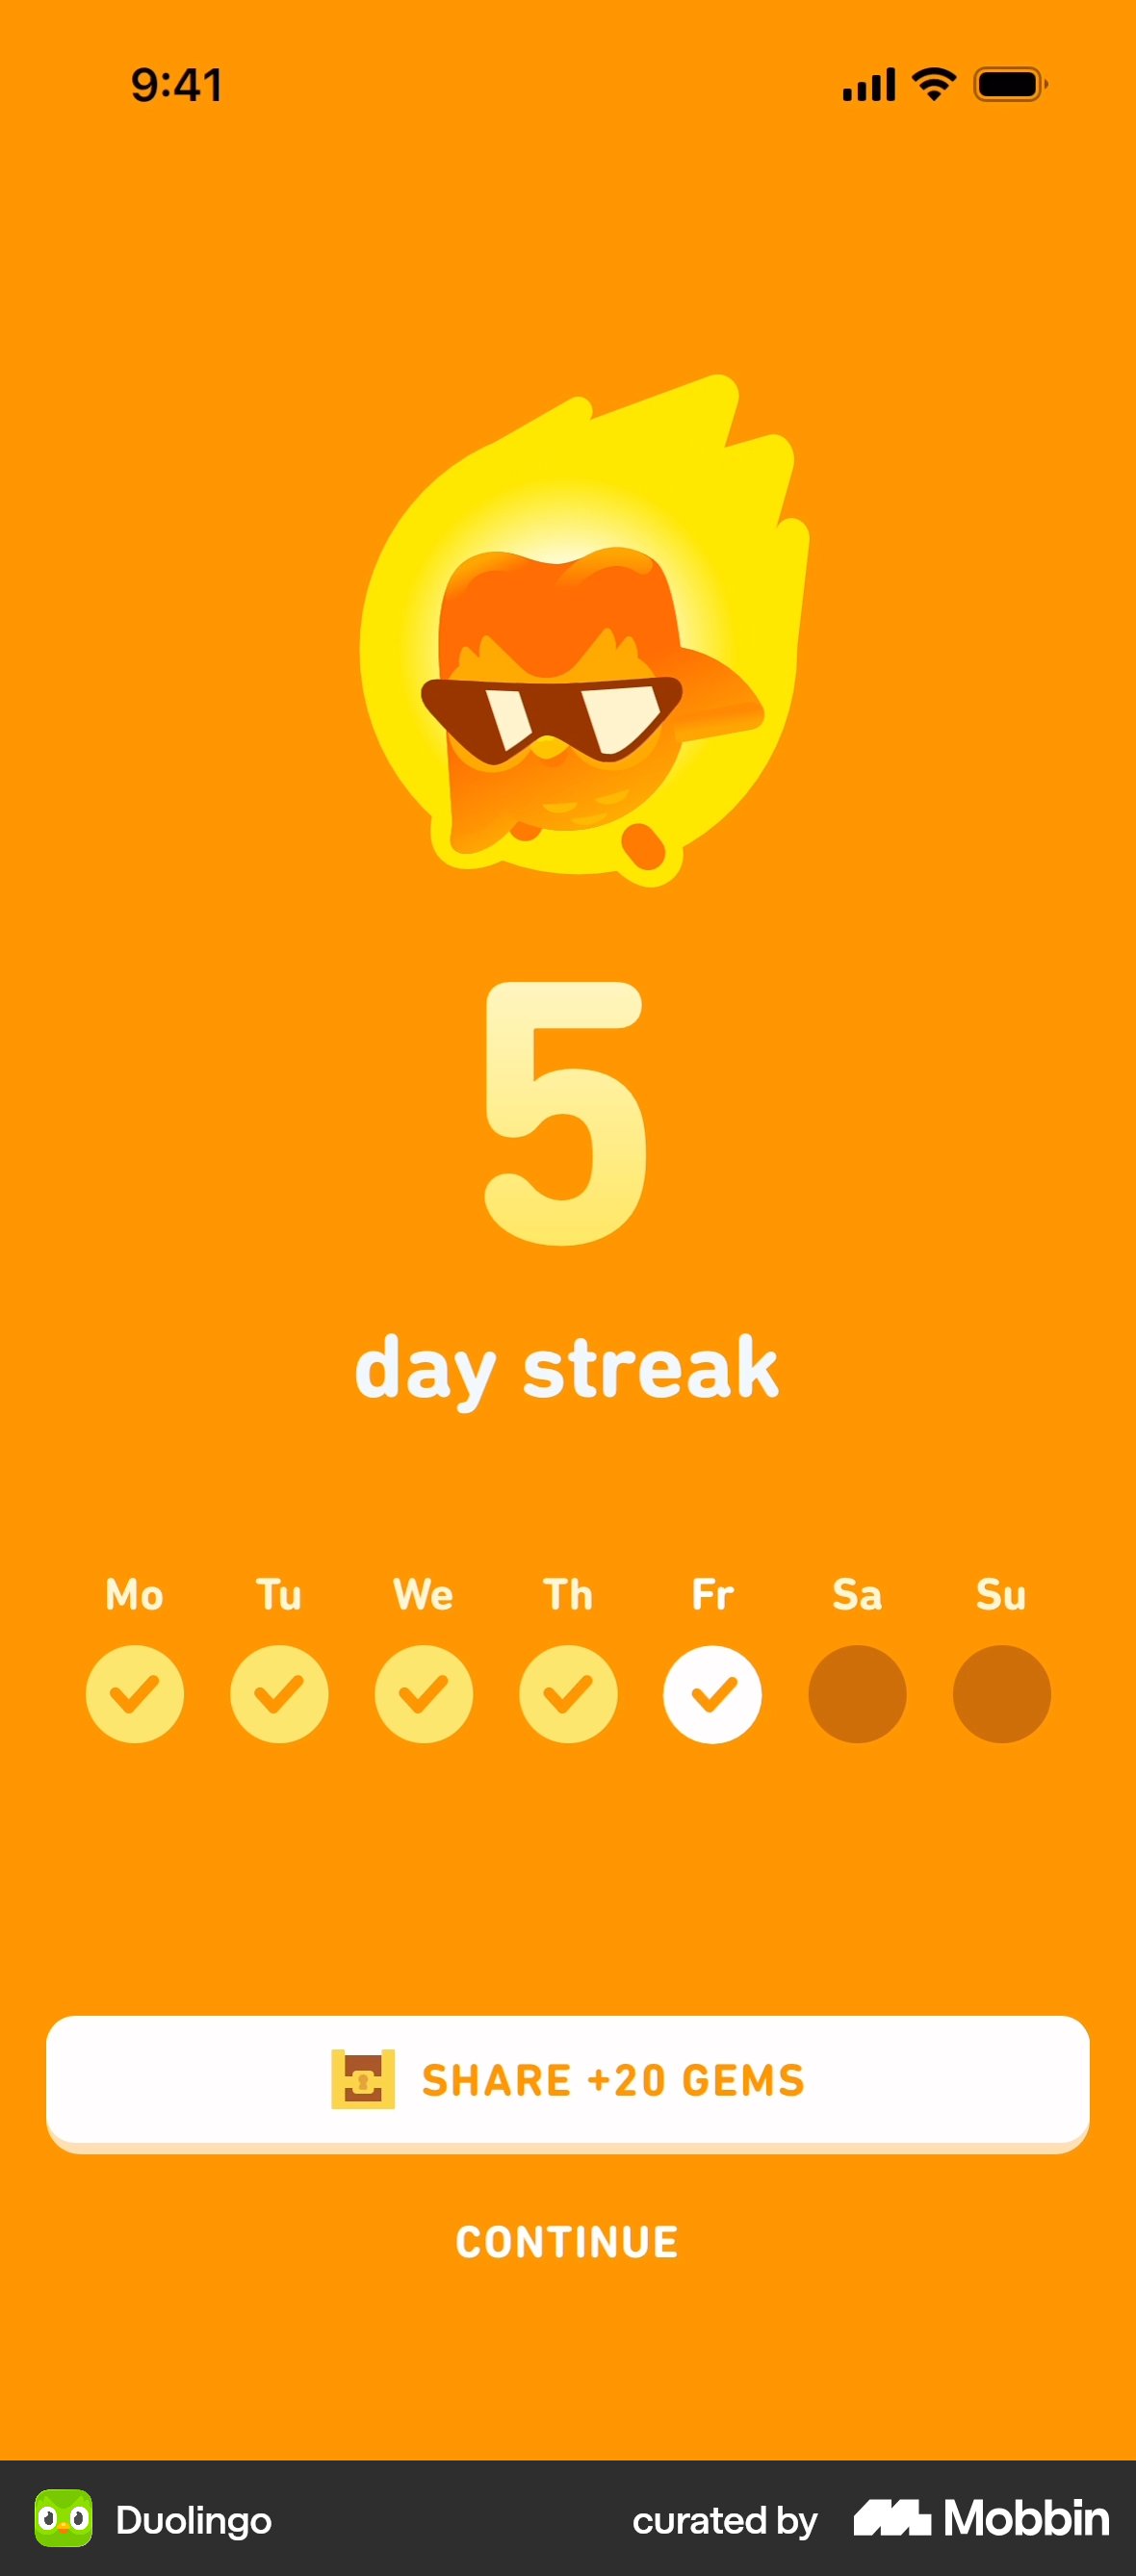 9:41
5
day streak
Mo Tu We Th Fr Sa Su
SHARE +20 GEMS
CONTINUE
Duolingo curated by Mobbin